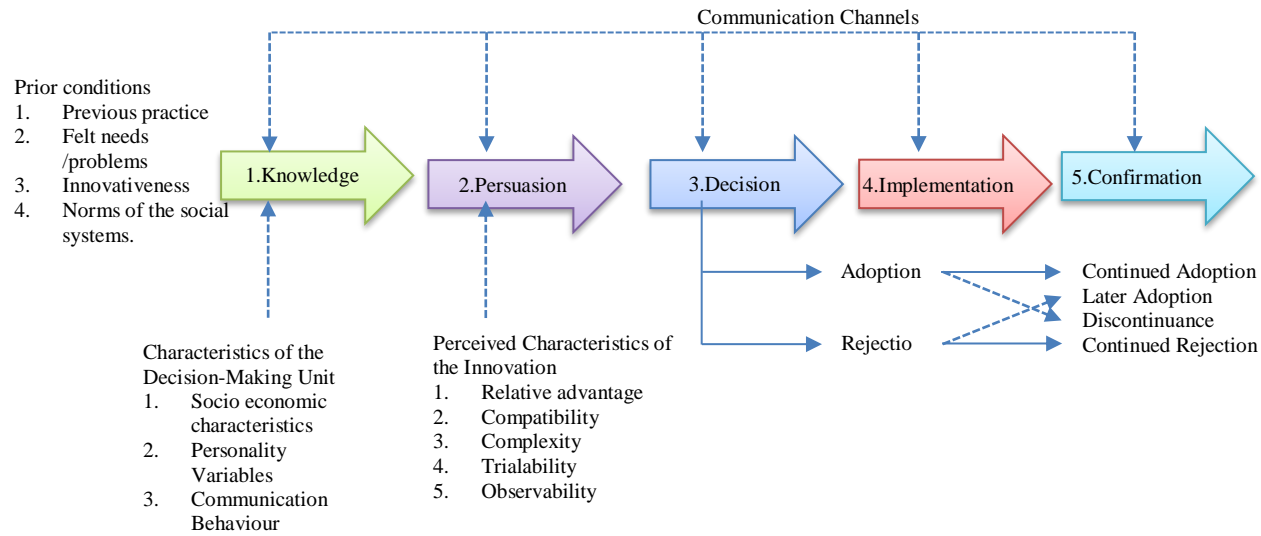 Communication Channels
Prior conditions
1. Previous practice
2. Felt needs
/problems
3. Innovativeness
4. Norms of the social
systems.
1.Knowledge
2.Persuasion
3.Decision
4.Implementation
5.Confirmation
Adoption
Rejectio
Continued Adoption
Later Adoption
Discontinuance
Continued Rejection
Characteristics of the
Decision-Making Unit
1. Socio economic
characteristics
2. Personality
Variables
3. Communication
Behaviour
Perceived Characteristics of
the Innovation
1. Relative advantage
2. Compatibility
3. Complexity
4. Trialability
5. Observability